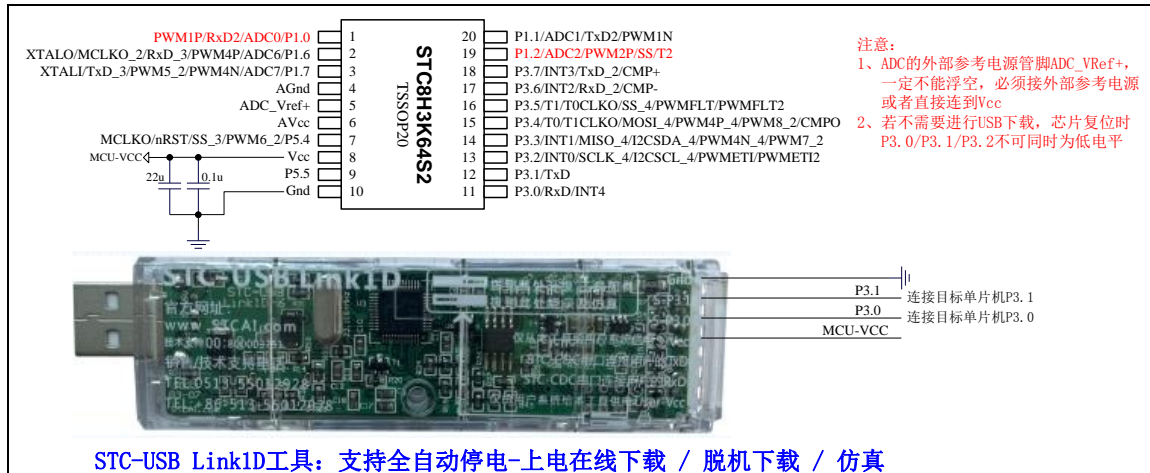 PWM1P/RxD2/ADC0/P1.0 1
XTALO/MCLKO_2/RxD_3/PWM4P/ADC6/P1.6 2
XTALI/TxD_3/PWM5_2/PWM4N/ADC7/P1.7 3
AGnd 4
ADC_Vref+ 5
AVcc 6
MCLKO/nRST/SS_3/PWM6_2/P5.4 7
MCU-VCC Vcc 8
P5.5 9
22u 0.1u
Gnd 10
STC8H3K64S2
TSSOP20
20 P1.1/ADC1/TxD2/PWM1N
19 P1.2/ADC2/PWM2P/SS/T2
18 P3.7/INT3/TxD_2/CMP+
17 P3.6/INT2/RxD_2/CMP-
16 P3.5/T1/T0CLKO/SS_4/PWMFLT/PWMFLT2
15 P3.4/T0/T1CLKO/MOSI_4/PWM4P_4/PWM8_2/CMPO
14 P3.3/INT1/MISO_4/I2CSDA_4/PWM4N_4/PWM7_2
13 P3.2/INT0/SCLK_4/I2CSCL_4/PWMETI/PWMETI2
12 P3.1/TxD
11 P3.0/RxD/INT4
注意:
1、ADC的外部参考电源管脚ADC_VRef+,
一定不能浮空,必须接外部参考电源
或者直接连到Vcc
2、若不需要进行USB下载,芯片复位时
P3.0/P3.1/P3.2不可同时为低电平
STC-USB Link1D
官方网址:
www.STCAI.com
TEL:0513-55012928
P3.1 连接目标单片机P3.1
P3.0 连接目标单片机P3.0
MCU-VCC
STC-USB Link1D工具: 支持全自动停电-上电在线下载 / 脱机下载 / 仿真